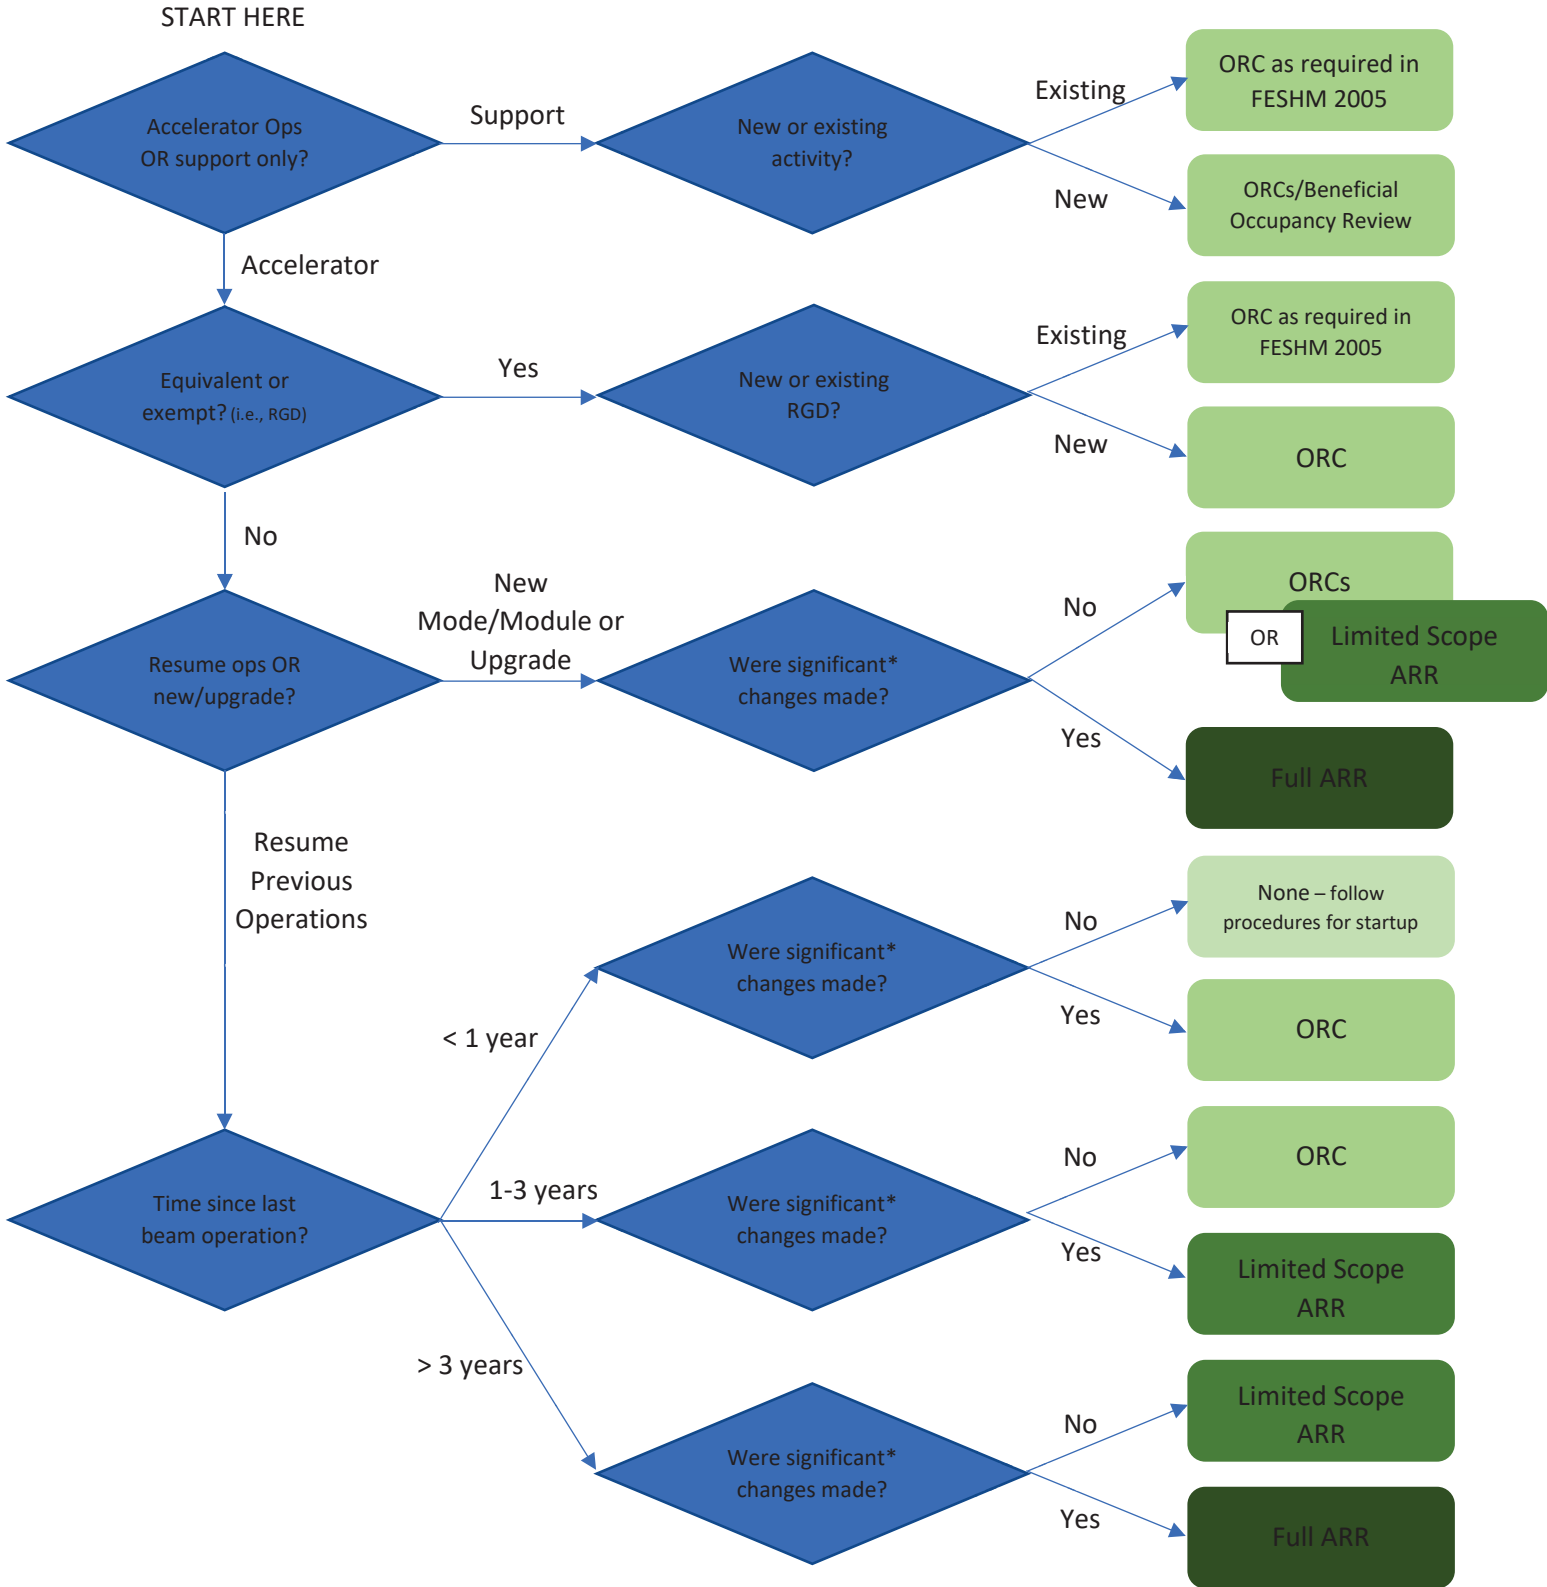 START HERE
Accelerator Ops
OR support only?
Support
New or existing
activity?
Existing
ORC as required in
FESHM 2005
New
ORCs/Beneficial
Occupancy Review
Accelerator
Equivalent or
exempt? (i.e., RGD)
Yes
New or existing
RGD?
Existing
ORC as required in
FESHM 2005
New
ORC
No
Resume ops OR
new/upgrade?
New
Mode/Module or
Upgrade
Were significant*
changes made?
No
ORCs
OR
Limited Scope
ARR
Yes
Full ARR
Resume
Previous
Operations
Time since last
beam operation?
< 1 year
Were significant*
changes made?
No
None – follow
procedures for startup
Yes
ORC
1-3 years
Were significant*
changes made?
No
ORC
Yes
Limited Scope
ARR
> 3 years
Were significant*
changes made?
No
Limited Scope
ARR
Yes
Full ARR